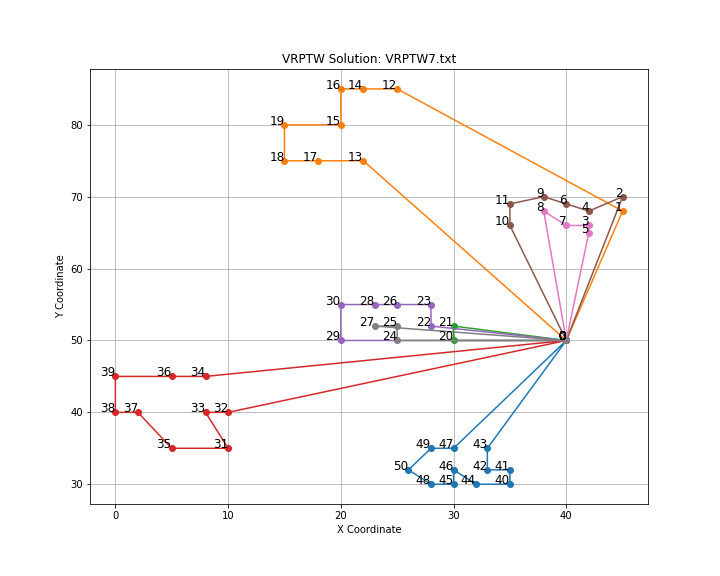 VRPTW Solution: VRPTW7.txt
16 14 12
19 15
18 17 13
9 2
11 6
8 4 1
10 7 3
5
30 28 26 23
27 25 22 21
29 24 20 0
39 36 34
38 37 33 32
35 31
49 47 43
50 46 42 41
48 45 44 40
80
70
60
50
40
30
0 10 20 30 40
X Coordinate
Y Coordinate